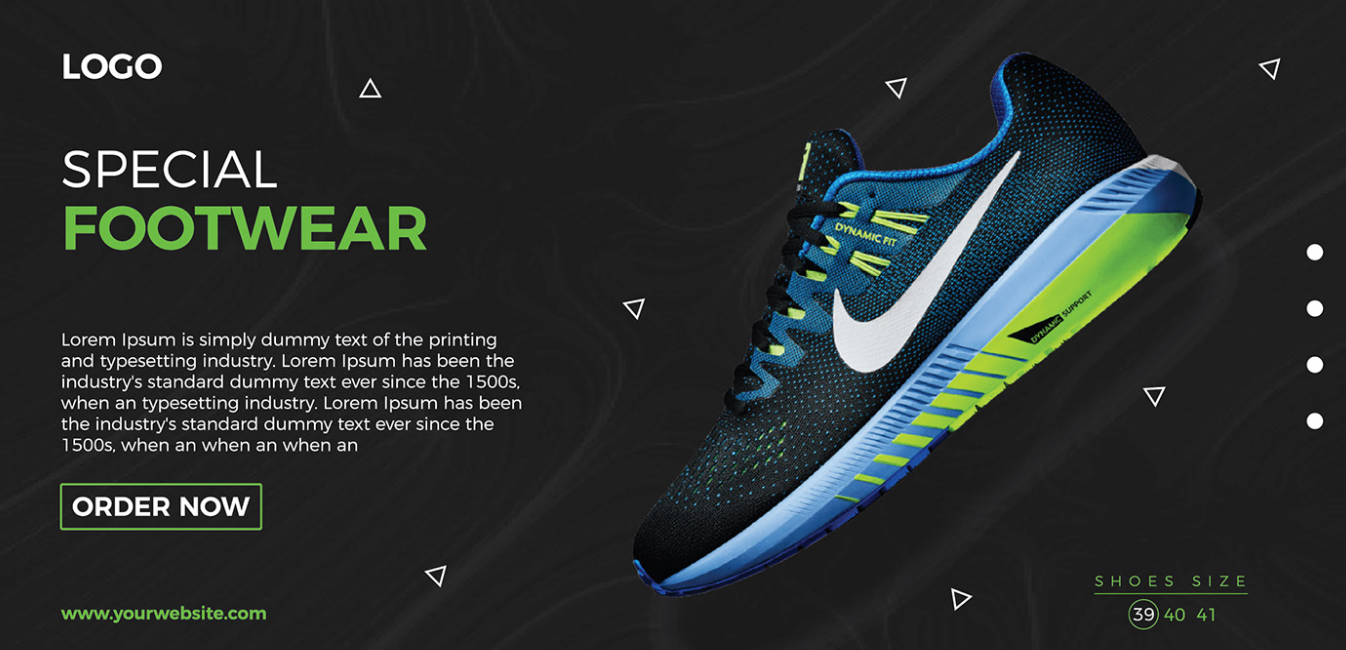 LOGO
SPECIAL
FOOTWEAR
Lorem Ipsum is simply dummy text of the printing
and typesetting industry. Lorem Ipsum has been the
industry's standard dummy text ever since the 1500s,
when an typesetting industry. Lorem Ipsum has been
the industry's standard dummy text ever since the
1500s, when an when an when an
ORDER NOW
www.yourwebsite.com
DYNAMIC FIT
DYNAMIC SUPPORT
SHOES SIZE
39 40 41